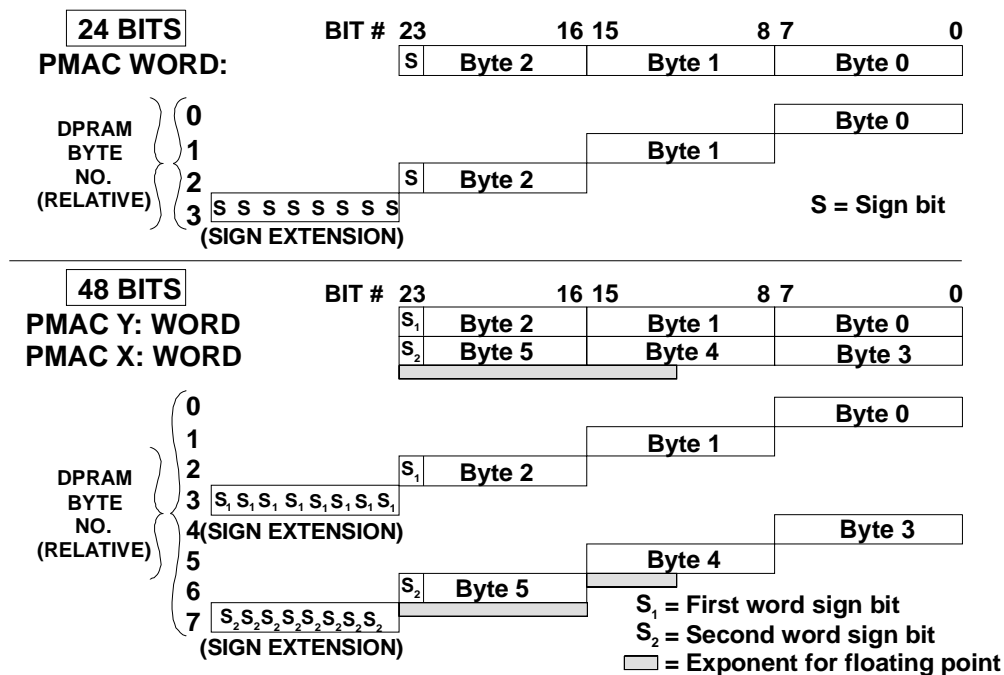 24 BITS BIT # 23 16 15 8 7 0
PMAC WORD: S Byte 2 Byte 1 Byte 0
DPRAM BYTE NO. (RELATIVE)
0 Byte 0
1 Byte 1
2 S Byte 2
3 S S S S S S S S
(SIGN EXTENSION)
S = Sign bit
48 BITS BIT # 23 16 15 8 7 0
PMAC Y: WORD S1 Byte 2 Byte 1 Byte 0
PMAC X: WORD S2 Byte 5 Byte 4 Byte 3
DPRAM BYTE NO. (RELATIVE)
0 Byte 0
1 Byte 1
2 S1 Byte 2
3 S1 S1 S1 S1 S1 S1 S1 S1
(SIGN EXTENSION)
4 Byte 3
5 Byte 4
6 S2 Byte 5
7 S2 S2 S2 S2 S2 S2 S2 S2
(SIGN EXTENSION)
S1 = First word sign bit
S2 = Second word sign bit
= Exponent for floating point